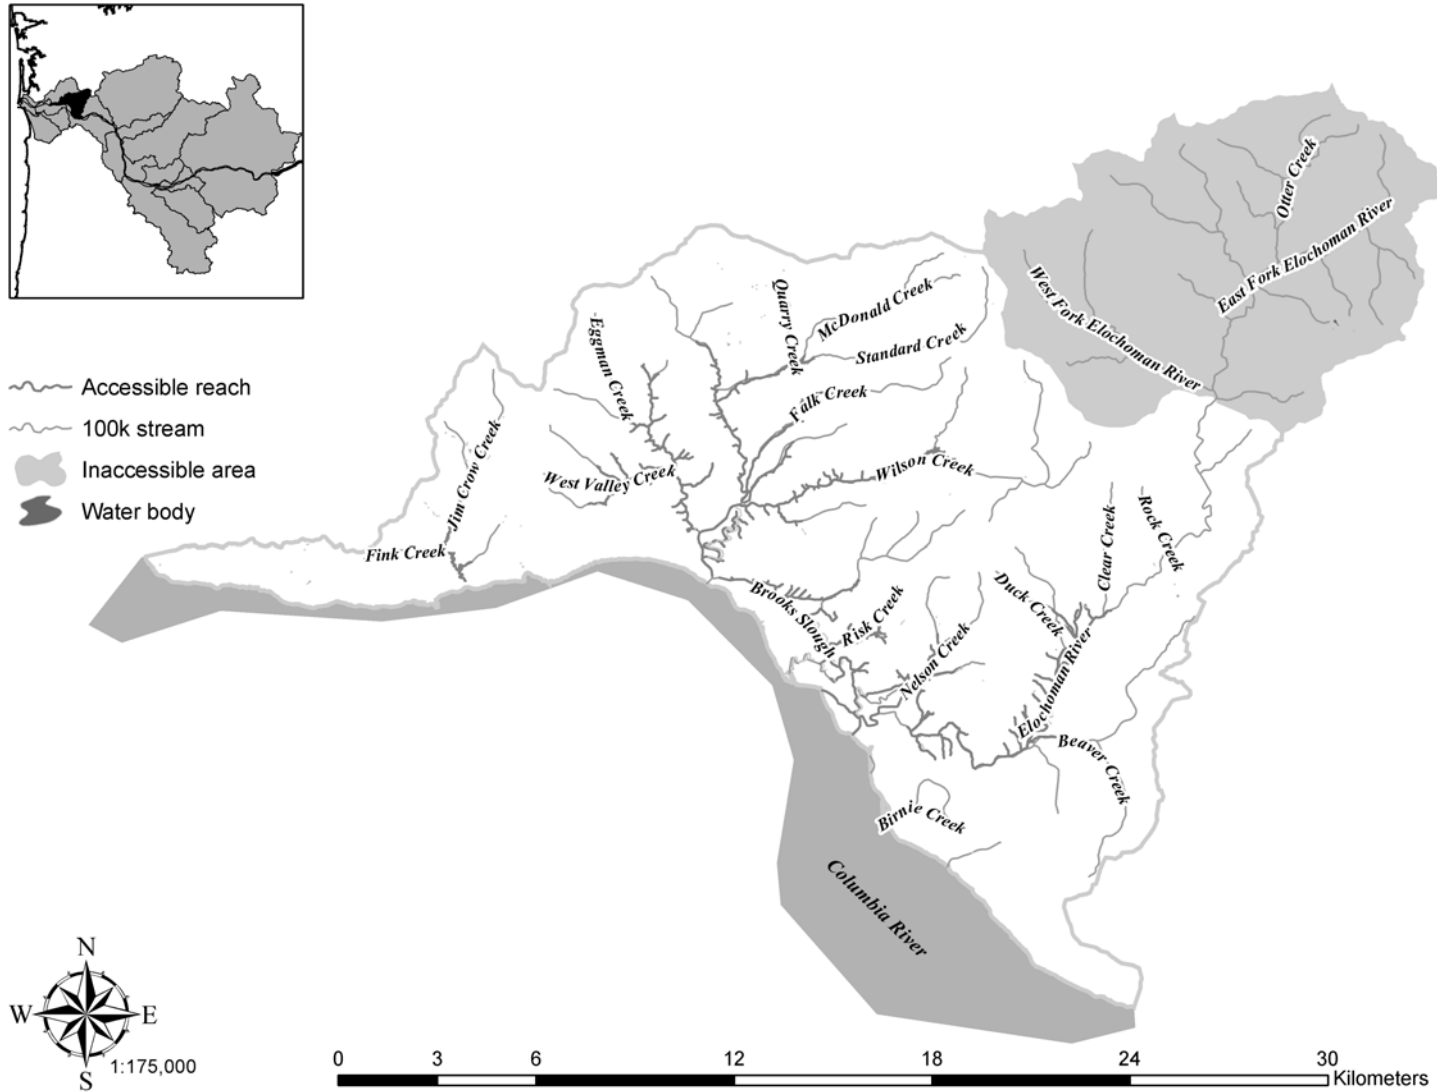 Otter Creek
East Fork Elochoman River
West Fork Elochoman River
Quarry Creek
McDonald Creek
Standard Creek
Eggman Creek
Falk Creek
Accessible reach
100k stream
Inaccessible area
Water body
Jim Crow Creek
West Valley Creek
Wilson Creek
Clear Creek
Rock Creek
Fink Creek
Brooks Slough
Risk Creek
Duck Creek
Nelson Creek
Elochoman River
Beaver Creek
Birnie Creek
Columbia River
N
W
E
S
1:175,000
0 3 6 12 18 24 30
Kilometers